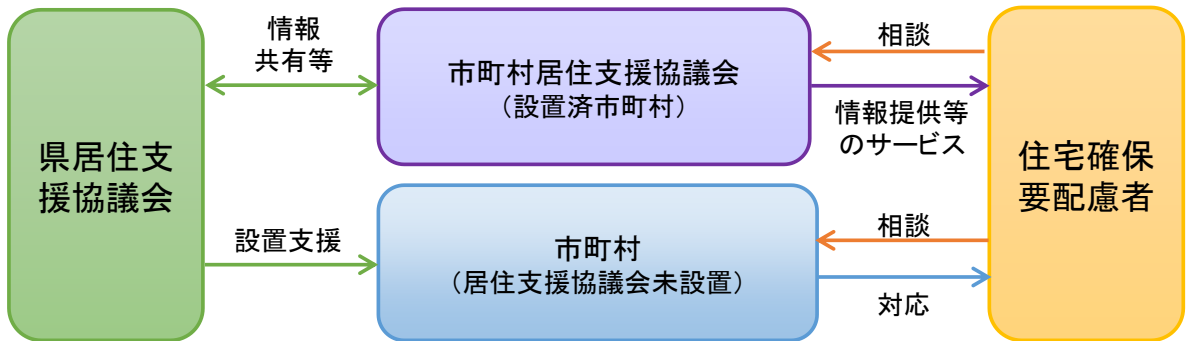 情報
共有等
市町村居住支援協議会
（設置済市町村）
相談
情報提供等
のサービス
県居住支
援協議会
住宅確保
要配慮者
設置支援
市町村
（居住支援協議会未設置）
相談
対応